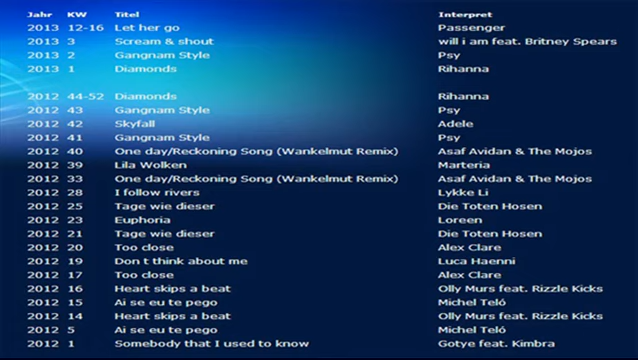 Jahr KW Titel Interpret
2013 12-16 Let her go Passenger
2013 3 Scream & shout will i am feat. Britney Spears
2013 2 Gangnam Style Psy
2013 1 Diamonds Rihanna
2012 44-52 Diamonds Rihanna
2012 43 Gangnam Style Psy
2012 42 Skyfall Adele
2012 41 Gangnam Style Psy
2012 40 One day/Reckoning Song (Wankelmut Remix) Asaf Avidan & The Mojos
2012 39 Lila Wolken Marteria
2012 33 One day/Reckoning Song (Wankelmut Remix) Asaf Avidan & The Mojos
2012 28 I follow rivers Lykke Li
2012 25 Tage wie dieser Die Toten Hosen
2012 23 Euphoria Loreen
2012 21 Tage wie dieser Die Toten Hosen
2012 20 Too close Alex Clare
2012 19 Don t think about me Luca Haenni
2012 17 Too close Alex Clare
2012 16 Heart skips a beat Olly Murs feat. Rizzle Kicks
2012 15 Ai se eu te pego Michel Teló
2012 14 Heart skips a beat Olly Murs feat. Rizzle Kicks
2012 5 Ai se eu te pego Michel Teló
2012 1 Somebody that I used to know Gotye feat. Kimbra